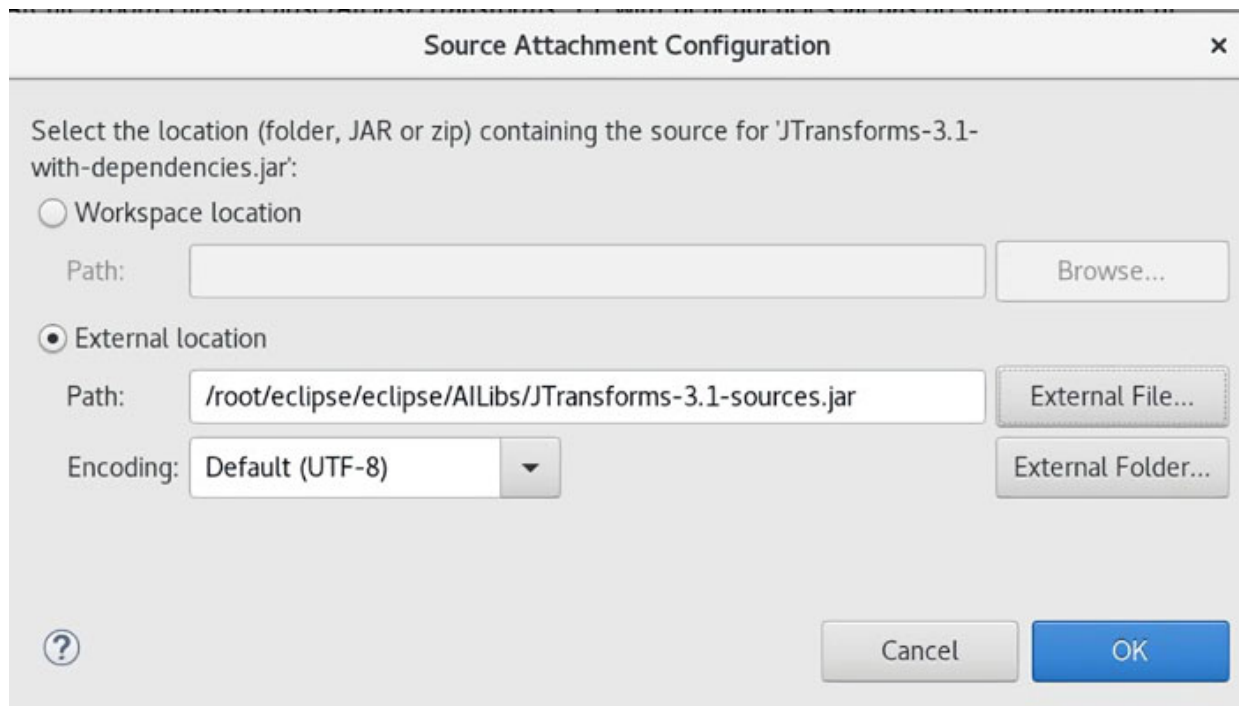 Source Attachment Configuration ×
Select the location (folder, JAR or zip) containing the source for 'JTransforms-3.1-
with-dependencies.jar':
Workspace location
Path: Browse...
External location
Path: /root/eclipse/eclipse/AILibs/JTransforms-3.1-sources.jar External File...
Encoding: Default (UTF-8) External Folder...
? Cancel OK